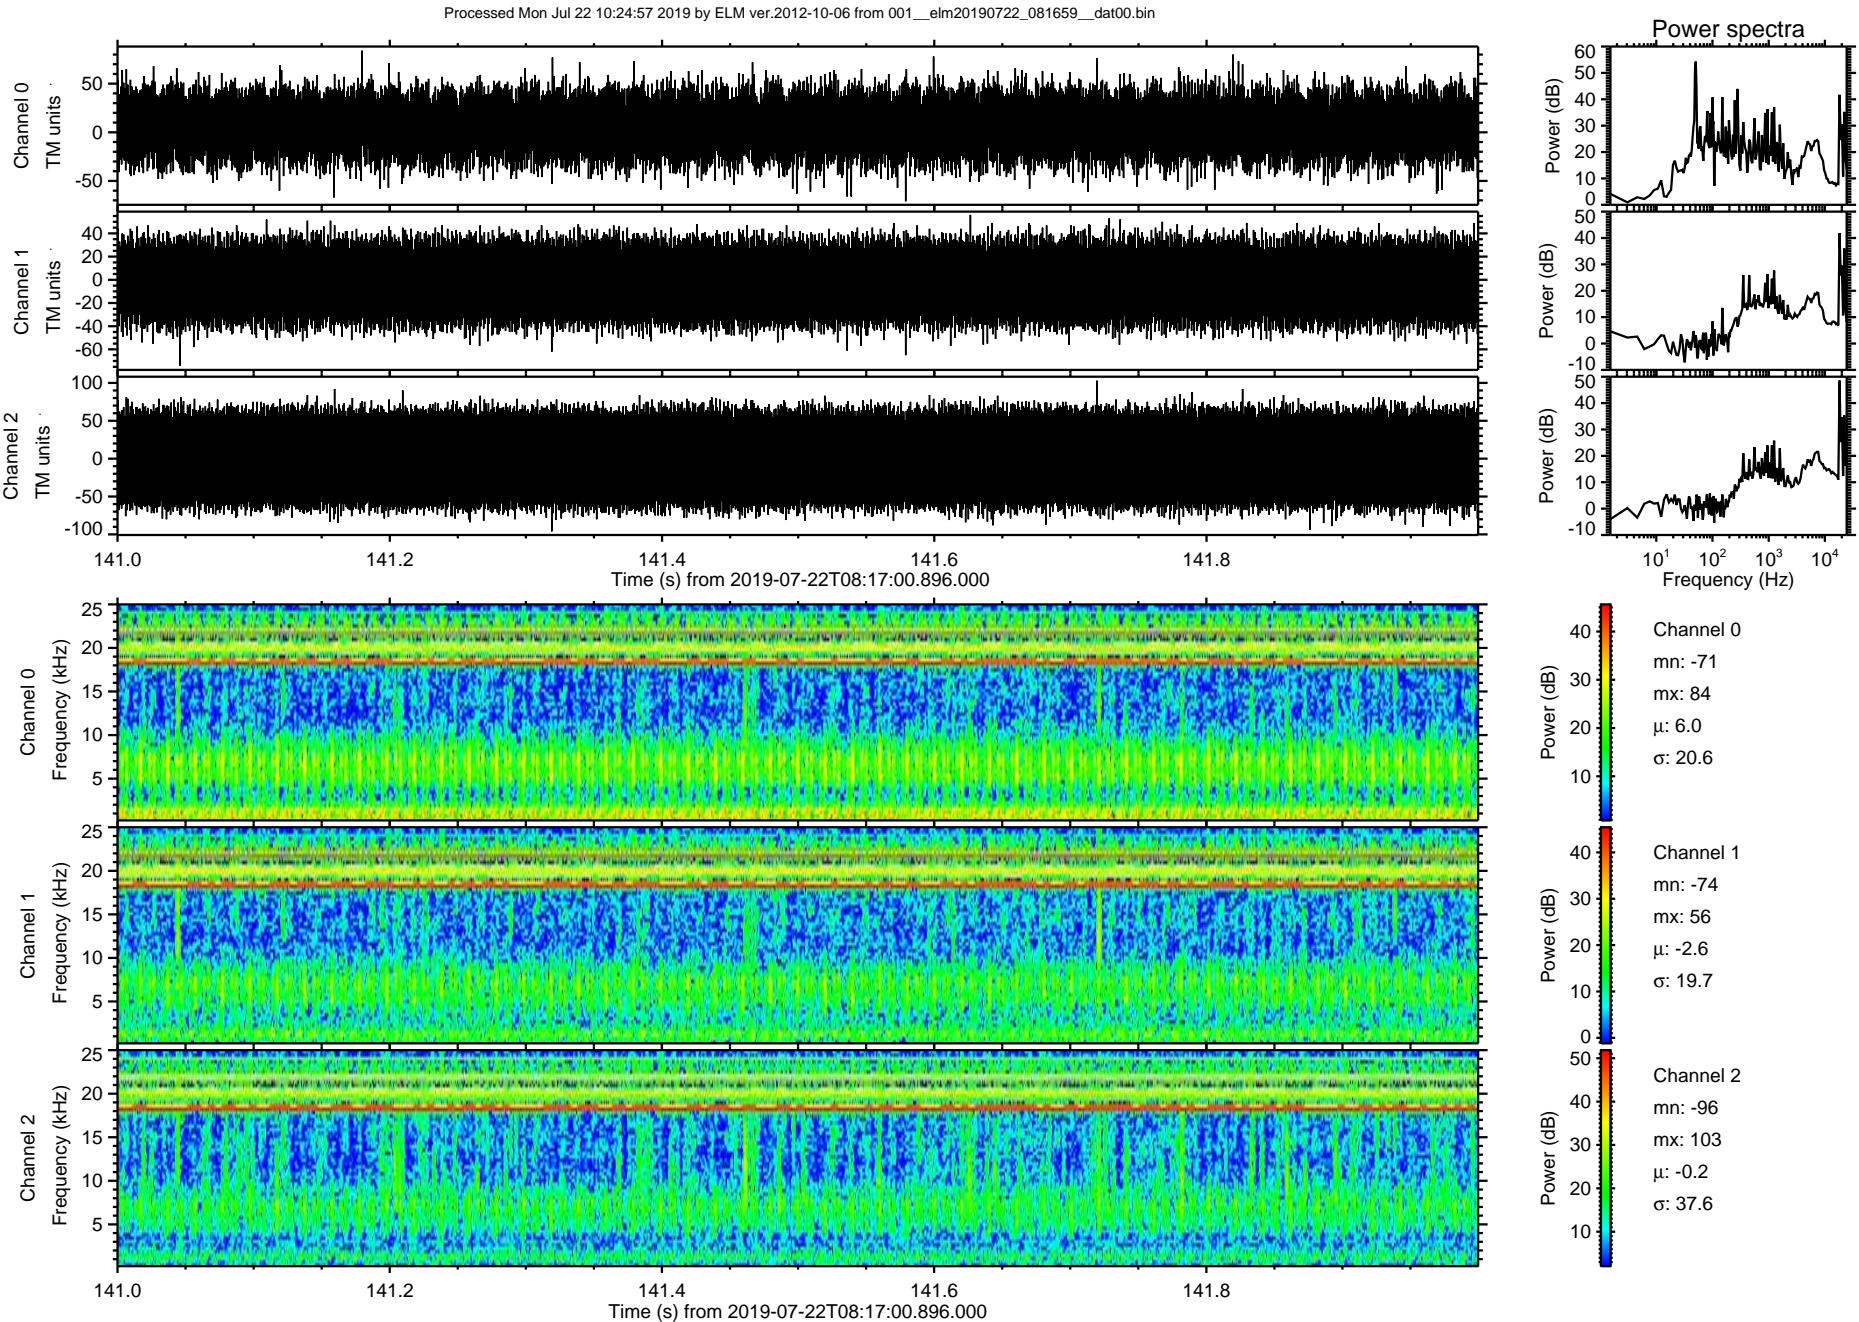 Processed Mon Jul 22 10:24:57 2019 by ELM ver.2012-10-06 from 001__elm20190722_081659__dat00.bin
Power spectra
Channel 0
TM units
50
0
-50
Power (dB)
60
50
40
30
20
10
0
Channel 1
TM units
40
20
0
-20
-40
-60
Power (dB)
50
40
30
20
10
0
-10
Channel 2
TM units
100
50
0
-50
-100
Power (dB)
50
40
30
20
10
0
-10
141.0 141.2 141.4 141.6 141.8
Time (s) from 2019-07-22T08:17:00.896.000
10^1 10^2 10^3 10^4
Frequency (Hz)
Channel 0
Frequency (kHz)
25
20
15
10
5
Power (dB)
40
30
20
10
Channel 0
mn: -71
mx: 84
μ: 6.0
σ: 20.6
Channel 1
Frequency (kHz)
25
20
15
10
5
Power (dB)
40
30
20
10
0
Channel 1
mn: -74
mx: 56
μ: -2.6
σ: 19.7
Channel 2
Frequency (kHz)
25
20
15
10
5
Power (dB)
50
40
30
20
10
Channel 2
mn: -96
mx: 103
μ: -0.2
σ: 37.6
141.0 141.2 141.4 141.6 141.8
Time (s) from 2019-07-22T08:17:00.896.000